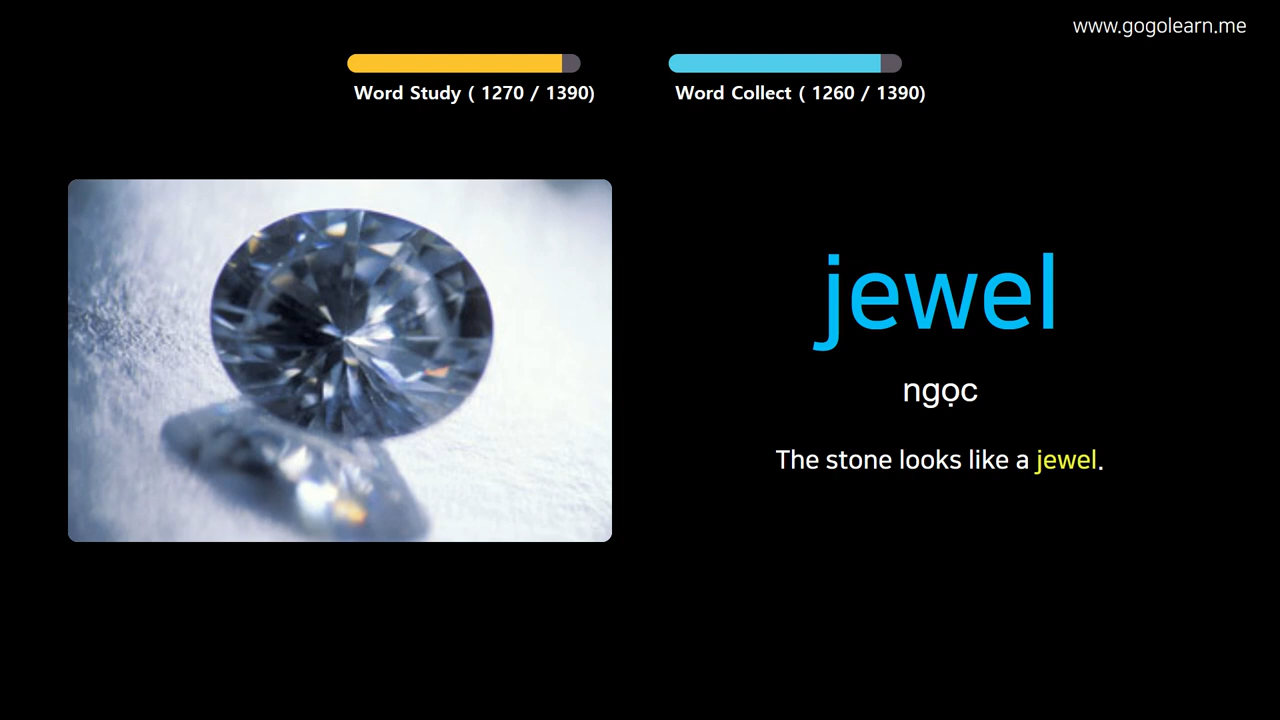 www.gogolearn.me
Word Study ( 1270 / 1390)
Word Collect ( 1260 / 1390)
jewel
ngọc
The stone looks like a jewel.